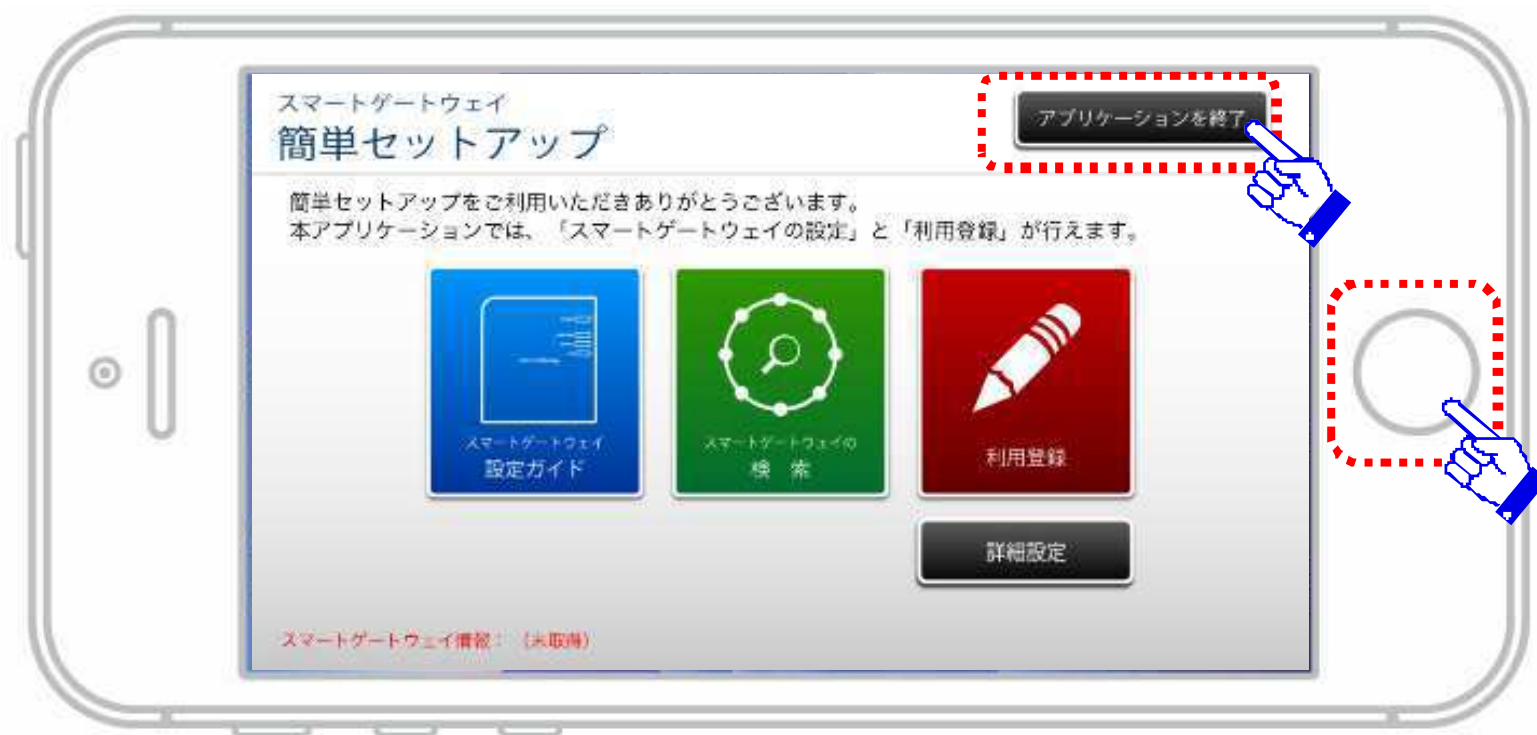 スマートゲートウェイ
簡単セットアップ
アプリケーションを終了
簡単セットアップをご利用いただきありがとうございます。
本アプリケーションでは、「スマートゲートウェイの設定」と「利用登録」が行えます。
スマートゲートウェイ
設定ガイド
スマートゲートウェイの
検 索
利用登録
詳細設定
スマートゲートウェイ情報： （未取得）